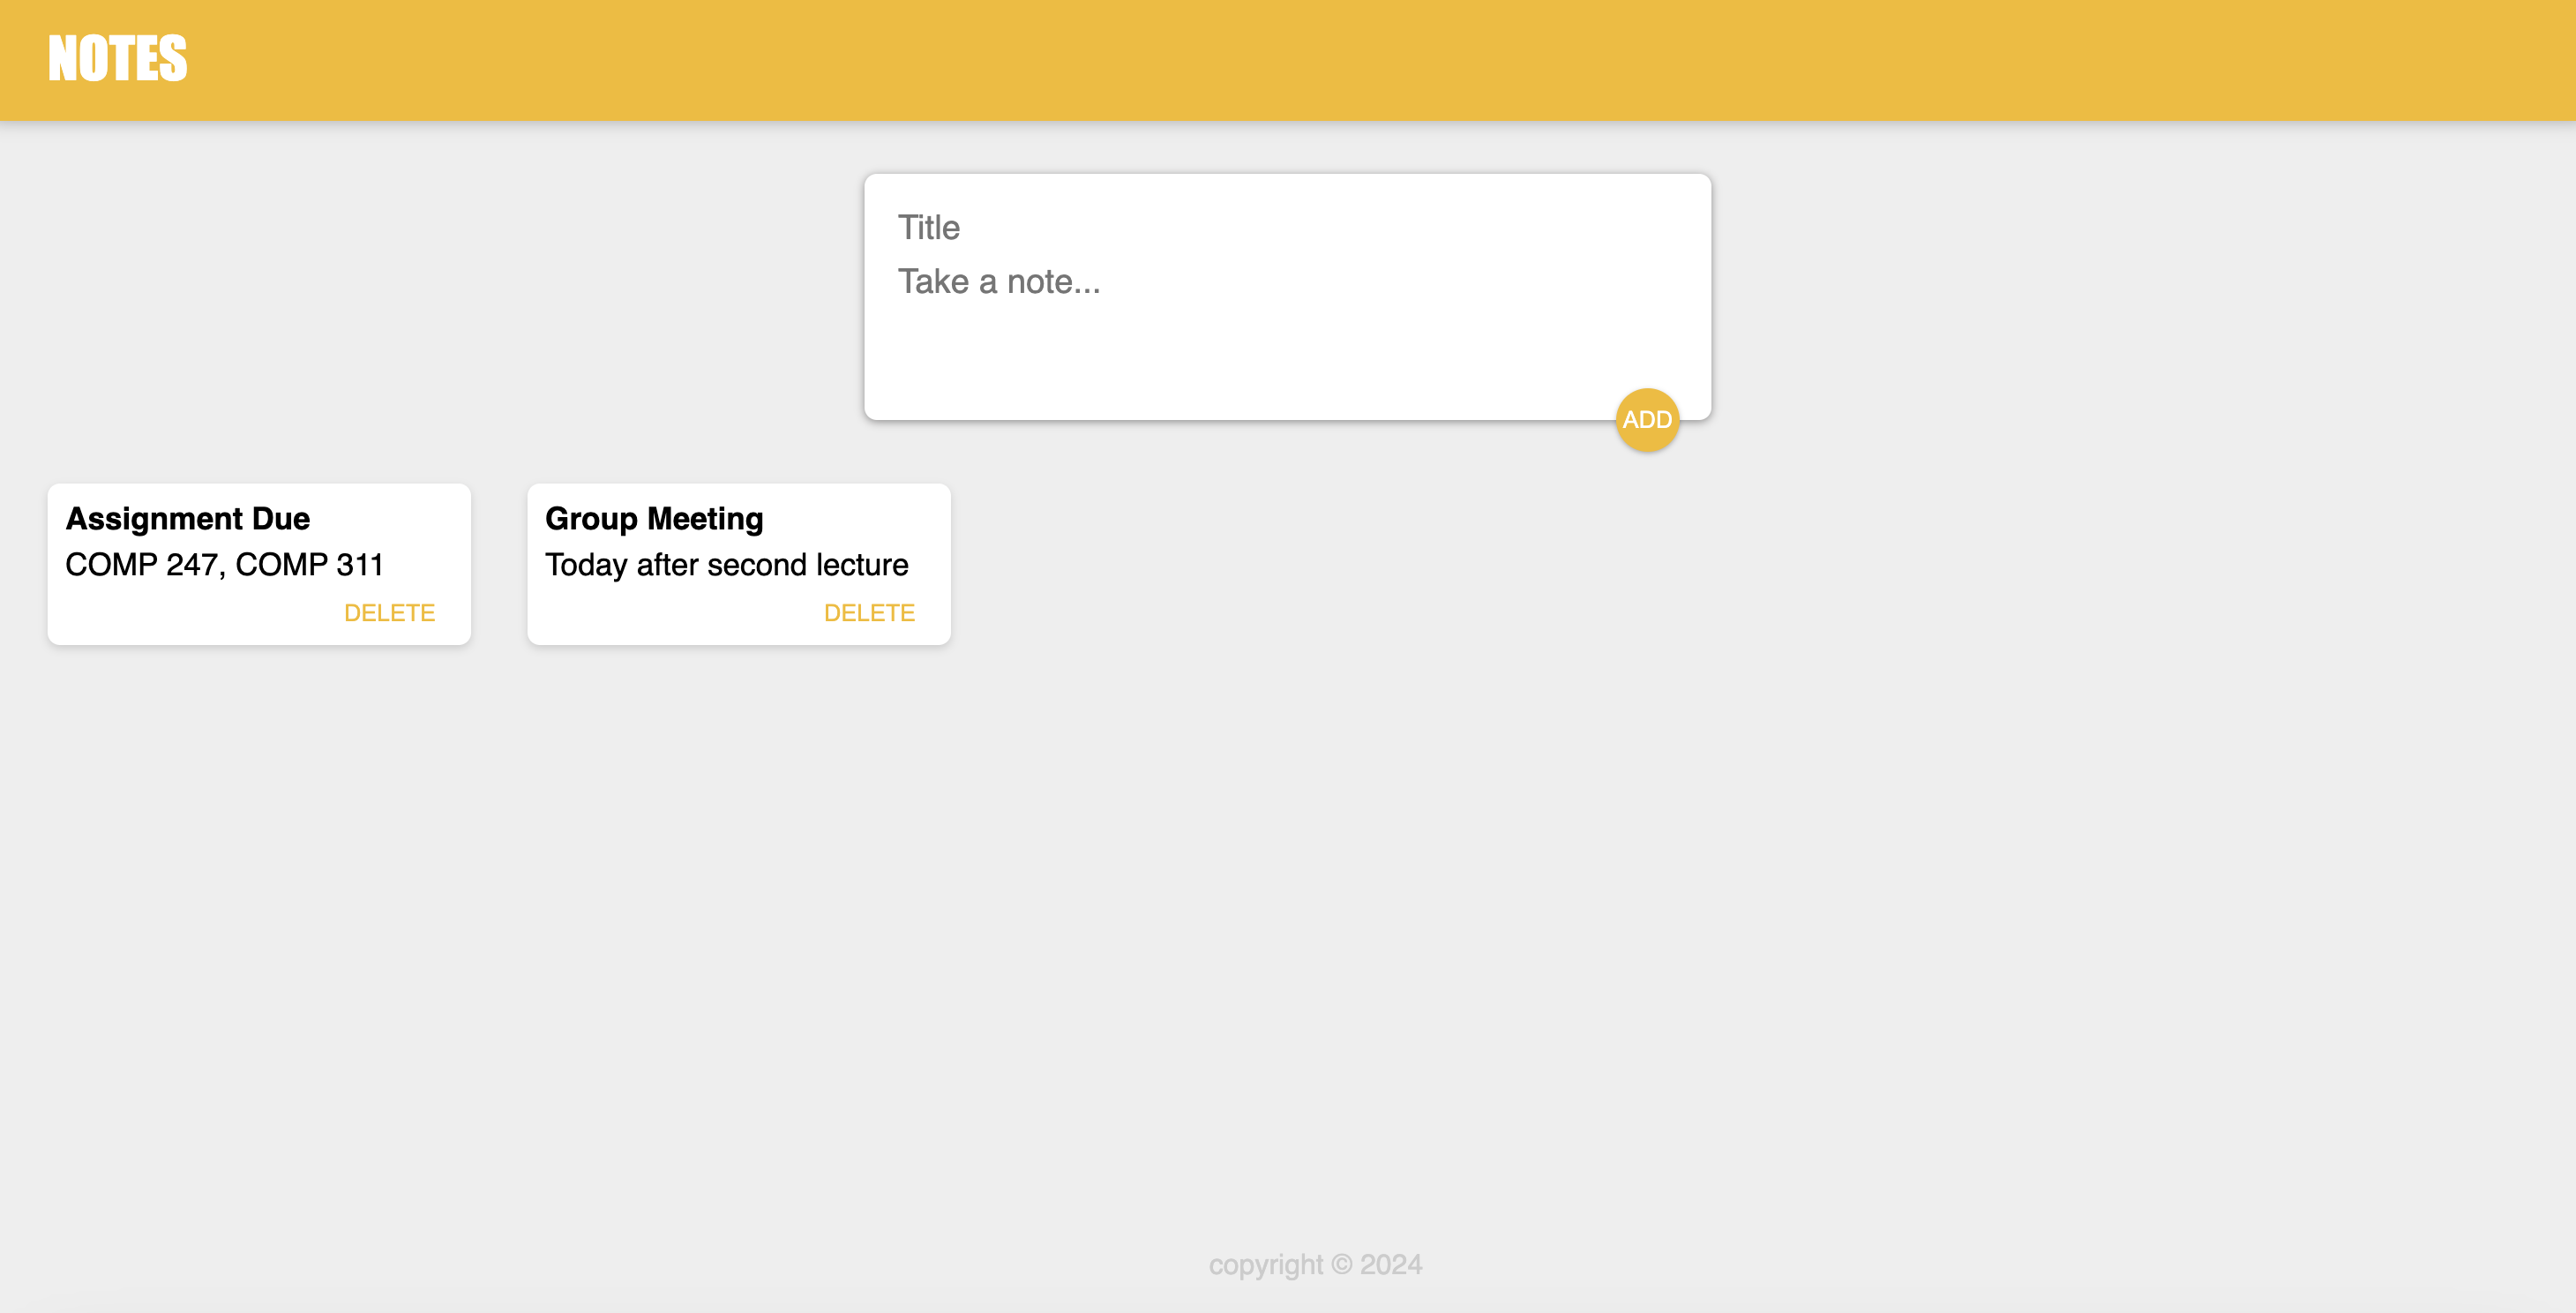 NOTES
Title
Take a note...
ADD
Assignment Due
COMP 247, COMP 311
DELETE
Group Meeting
Today after second lecture
DELETE
copyright © 2024